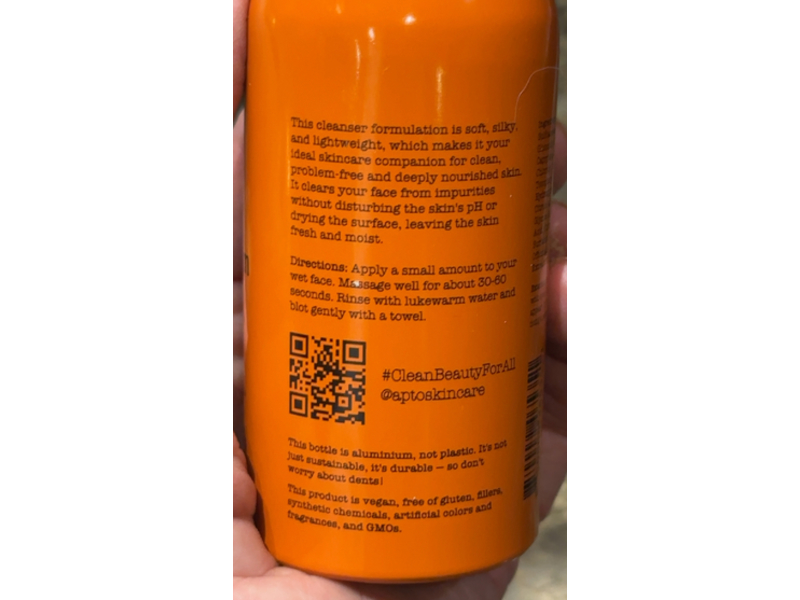 This cleanser formulation is soft, silky,
and lightweight, which makes it your
ideal skincare companion for clean,
problem-free and deeply nourished skin.
It clears your face from impurities
without disturbing the skin's pH or
drying the surface, leaving the skin
fresh and moist.
Directions: Apply a small amount to your
wet face. Massage well for about 30-60
seconds. Rinse with lukewarm water and
blot gently with a towel.
#CleanBeautyForAll
@aptoskincare
This bottle is aluminium, not plastic. It's not
just sustainable, it's durable — so don't
worry about dents!
This product is vegan, free of gluten, fillers,
synthetic chemicals, artificial colors and
fragrances, and GMOs.